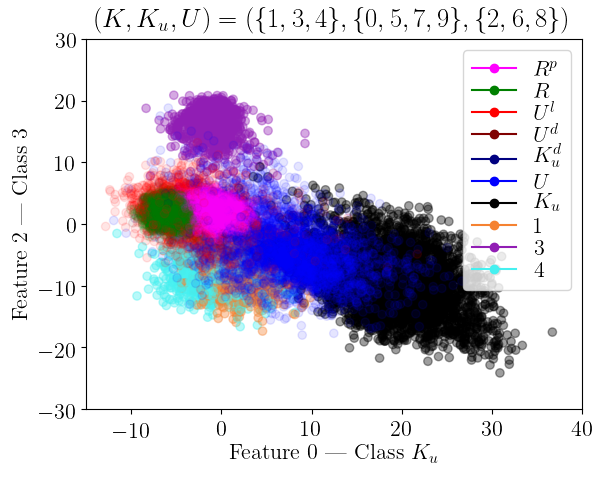 (K, K_u, U) = ({1, 3, 4}, {0, 5, 7, 9}, {2, 6, 8})
30
20
10
0
−10
−20
−30
Feature 2 — Class 3
R^p
R
U^l
U^d
K_u^d
U
K_u
1
3
4
−10
0
10
20
30
40
Feature 0 — Class K_u